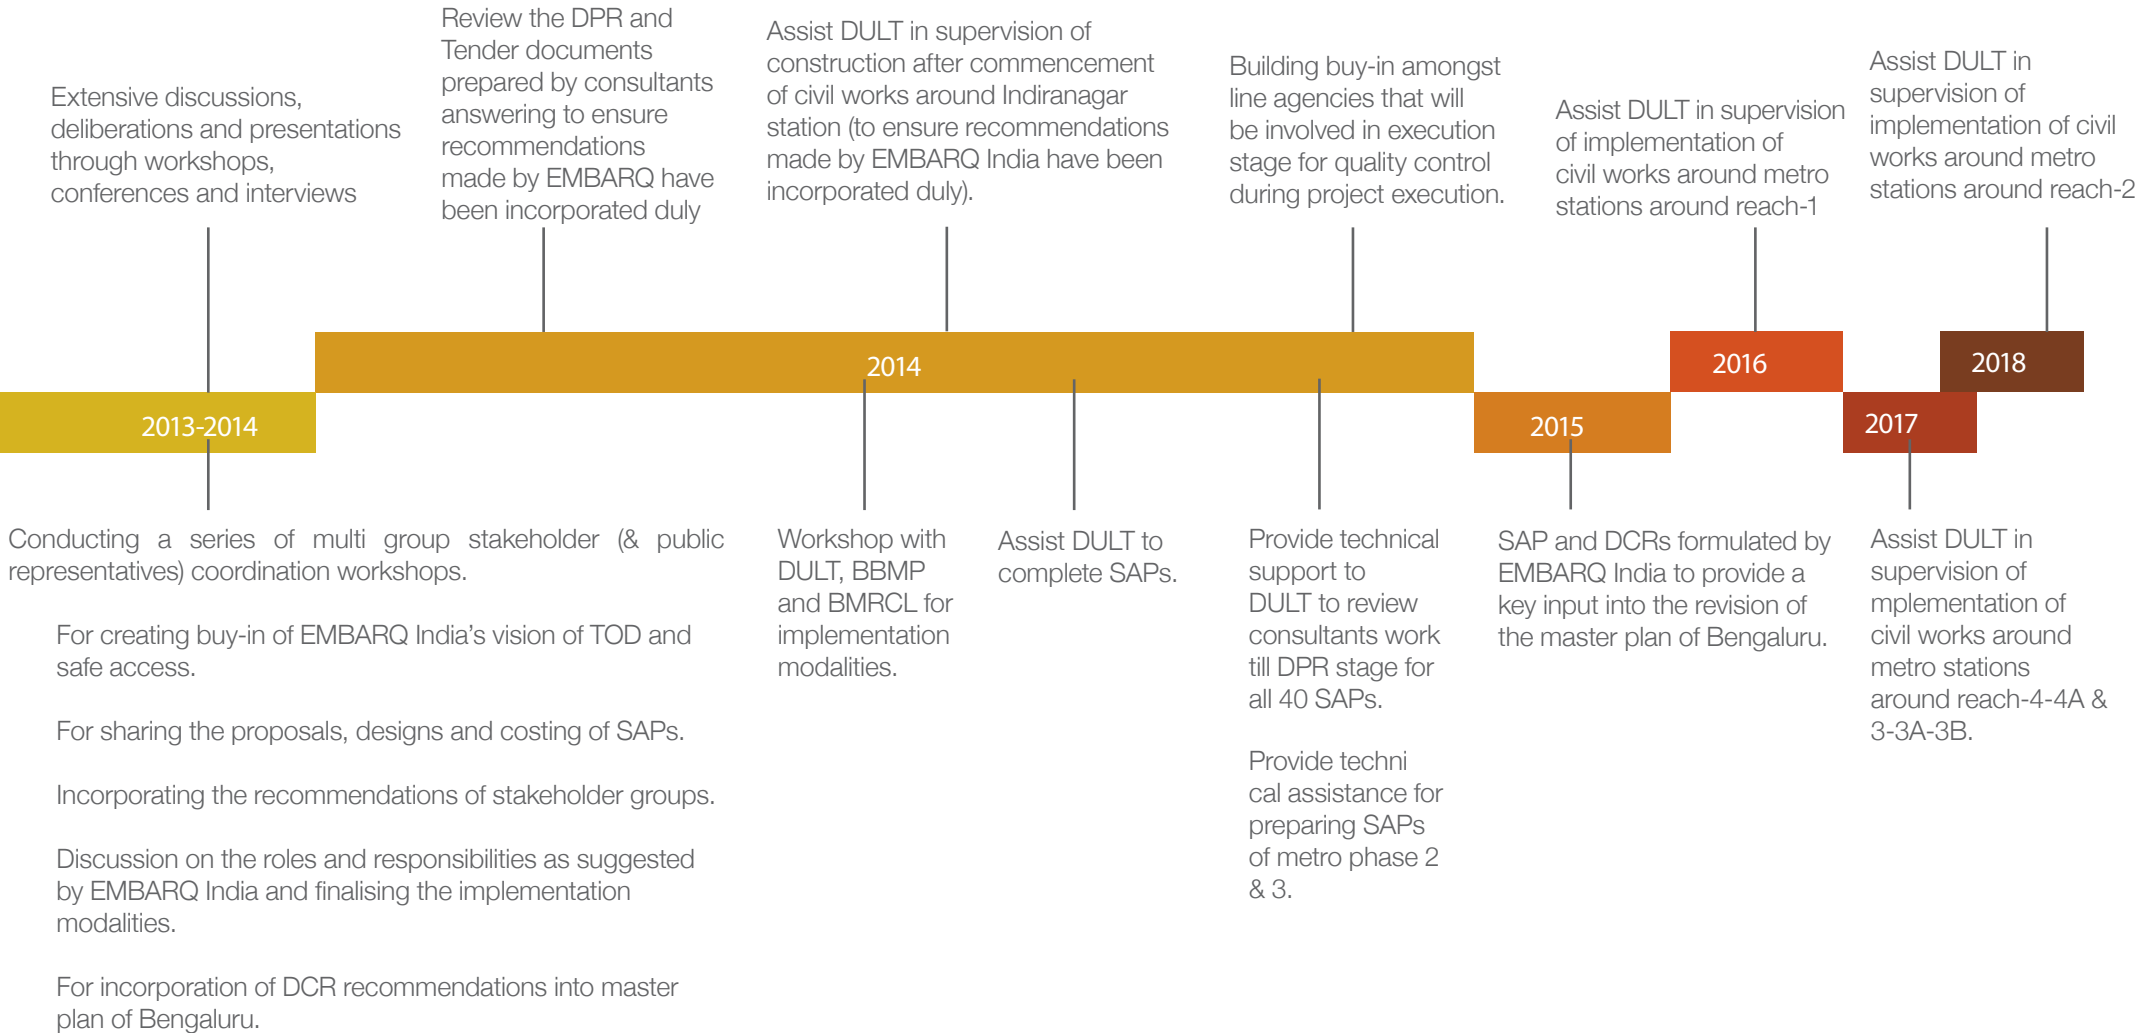 Extensive discussions,
deliberations and presentations
through workshops,
conferences and interviews
Review the DPR and
Tender documents
prepared by consultants
answering to ensure
recommendations
made by EMBARQ have
been incorporated duly
Assist DULT in supervision of
construction after commencement
of civil works around Indiranagar
station (to ensure recommendations
made by EMBARQ India have been
incorporated duly).
Building buy-in amongst
line agencies that will
be involved in execution
stage for quality control
during project execution.
Assist DULT in supervision
of implementation of
civil works around metro
stations around reach-1
Assist DULT in
supervision of
implementation of civil
works around metro
stations around reach-2
2013-2014
2014
2015
2016
2017
2018
Conducting a series of multi group stakeholder (& public
representatives) coordination workshops.
For creating buy-in of EMBARQ India’s vision of TOD and
safe access.
For sharing the proposals, designs and costing of SAPs.
Incorporating the recommendations of stakeholder groups.
Discussion on the roles and responsibilities as suggested
by EMBARQ India and finalising the implementation
modalities.
For incorporation of DCR recommendations into master
plan of Bengaluru.
Workshop with
DULT, BBMP
and BMRCL for
implementation
modalities.
Assist DULT to
complete SAPs.
Provide technical
support to
DULT to review
consultants work
till DPR stage for
all 40 SAPs.
Provide techni
cal assistance for
preparing SAPs
of metro phase 2
& 3.
SAP and DCRs formulated by
EMBARQ India to provide a
key input into the revision of
the master plan of Bengaluru.
Assist DULT in
supervision of
mplementation of
civil works around
metro stations
around reach-4-4A &
3-3A-3B.